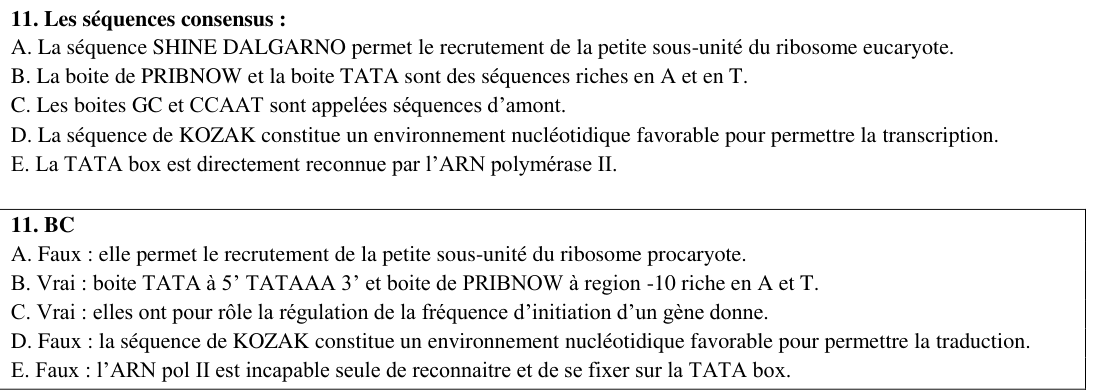 11. Les séquences consensus :
A. La séquence SHINE DALGARNO permet le recrutement de la petite sous-unité du ribosome eucaryote.
B. La boite de PRIBNOW et la boite TATA sont des séquences riches en A et en T.
C. Les boites GC et CCAAT sont appelées séquences d’amont.
D. La séquence de KOZAK constitue un environnement nucléotidique favorable pour permettre la transcription.
E. La TATA box est directement reconnue par l’ARN polymérase II.
11. BC
A. Faux : elle permet le recrutement de la petite sous-unité du ribosome procaryote.
B. Vrai : boite TATA à 5’ TATAAA 3’ et boite de PRIBNOW à region -10 riche en A et T.
C. Vrai : elles ont pour rôle la régulation de la fréquence d’initiation d’un gène donne.
D. Faux : la séquence de KOZAK constitue un environnement nucléotidique favorable pour permettre la traduction.
E. Faux : l’ARN pol II est incapable seule de reconnaitre et de se fixer sur la TATA box.